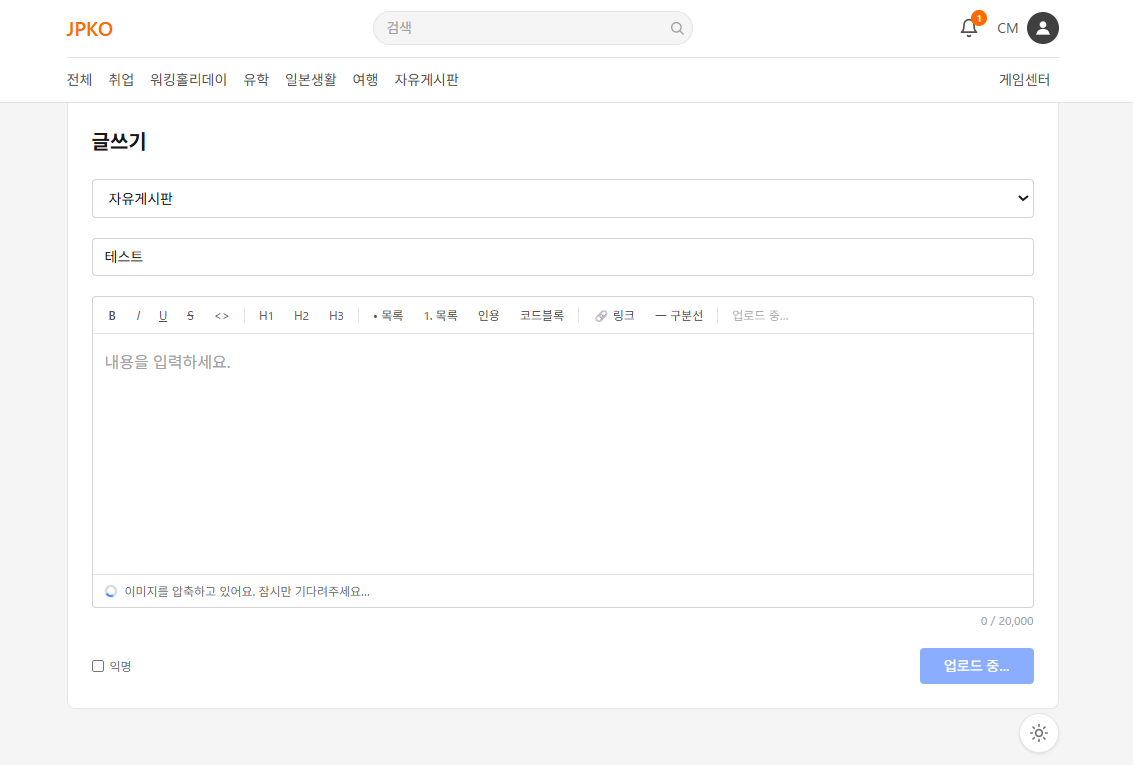 JPKO
검색
1
CM
전체 취업 워킹홀리데이 유학 일본생활 여행 자유게시판 게임센터
글쓰기
자유게시판
테스트
B I U S <> H1 H2 H3 • 목록 1. 목록 인용 코드블록 링크 — 구분선 업로드 중...
내용을 입력하세요.
이미지를 압축하고 있어요. 잠시만 기다려주세요...
0 / 20,000
익명 업로드 중...